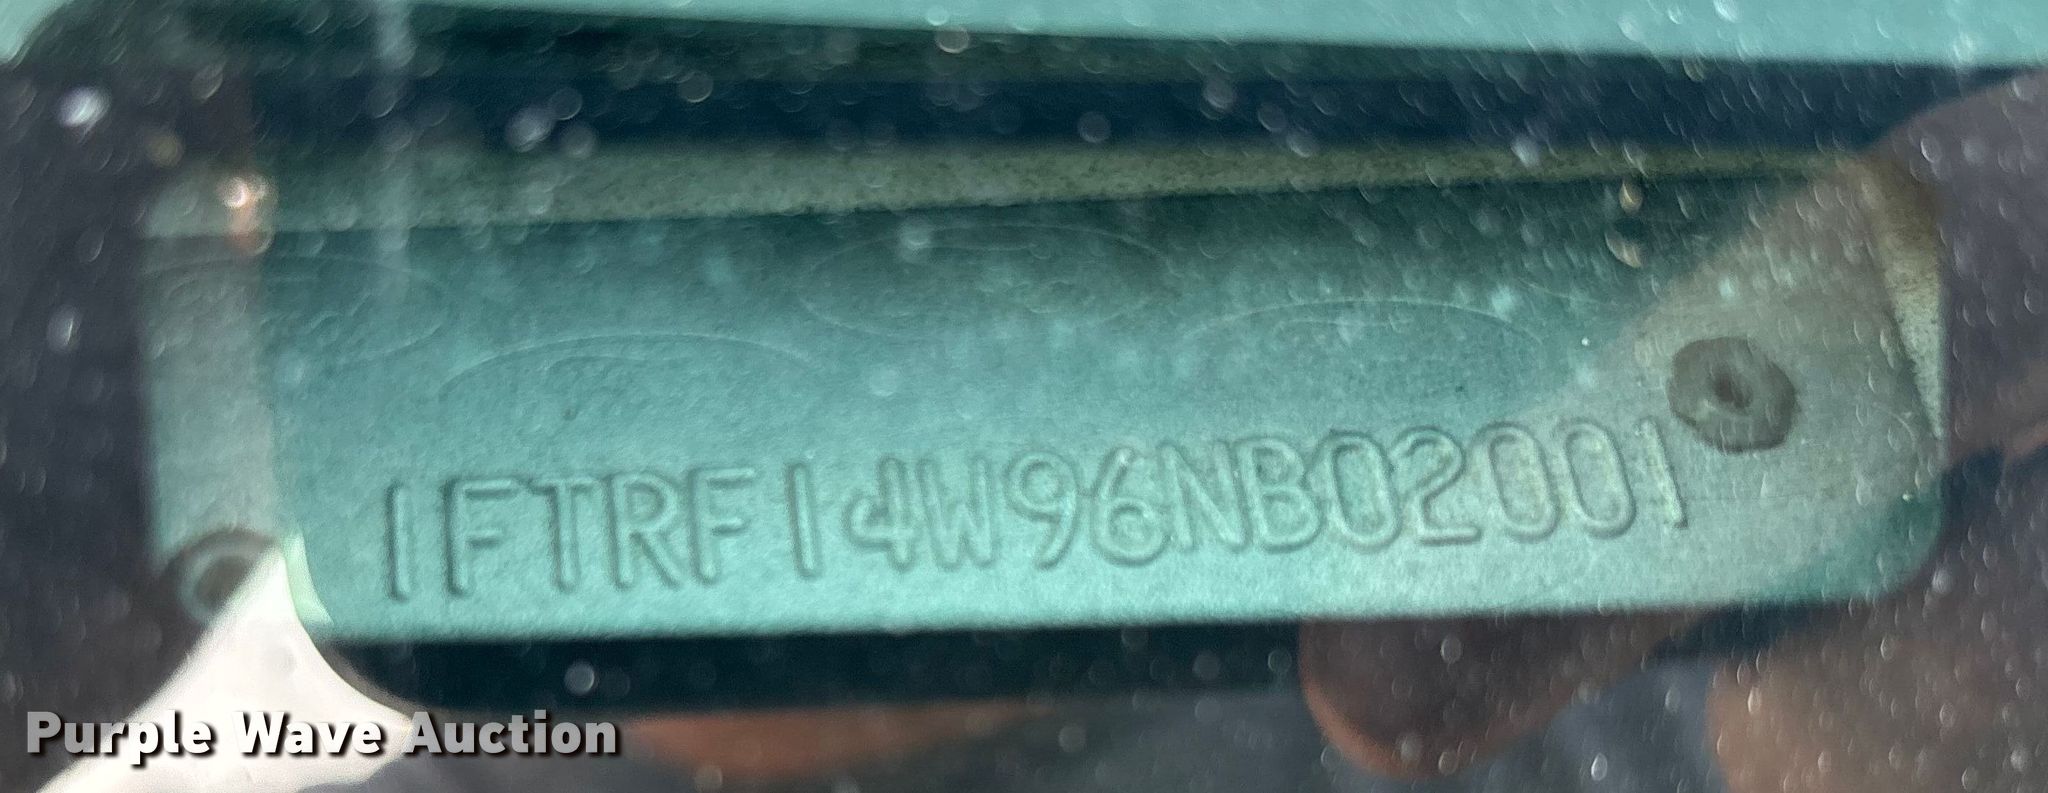 1FTRF14W96NB02001
Purple Wave Auction